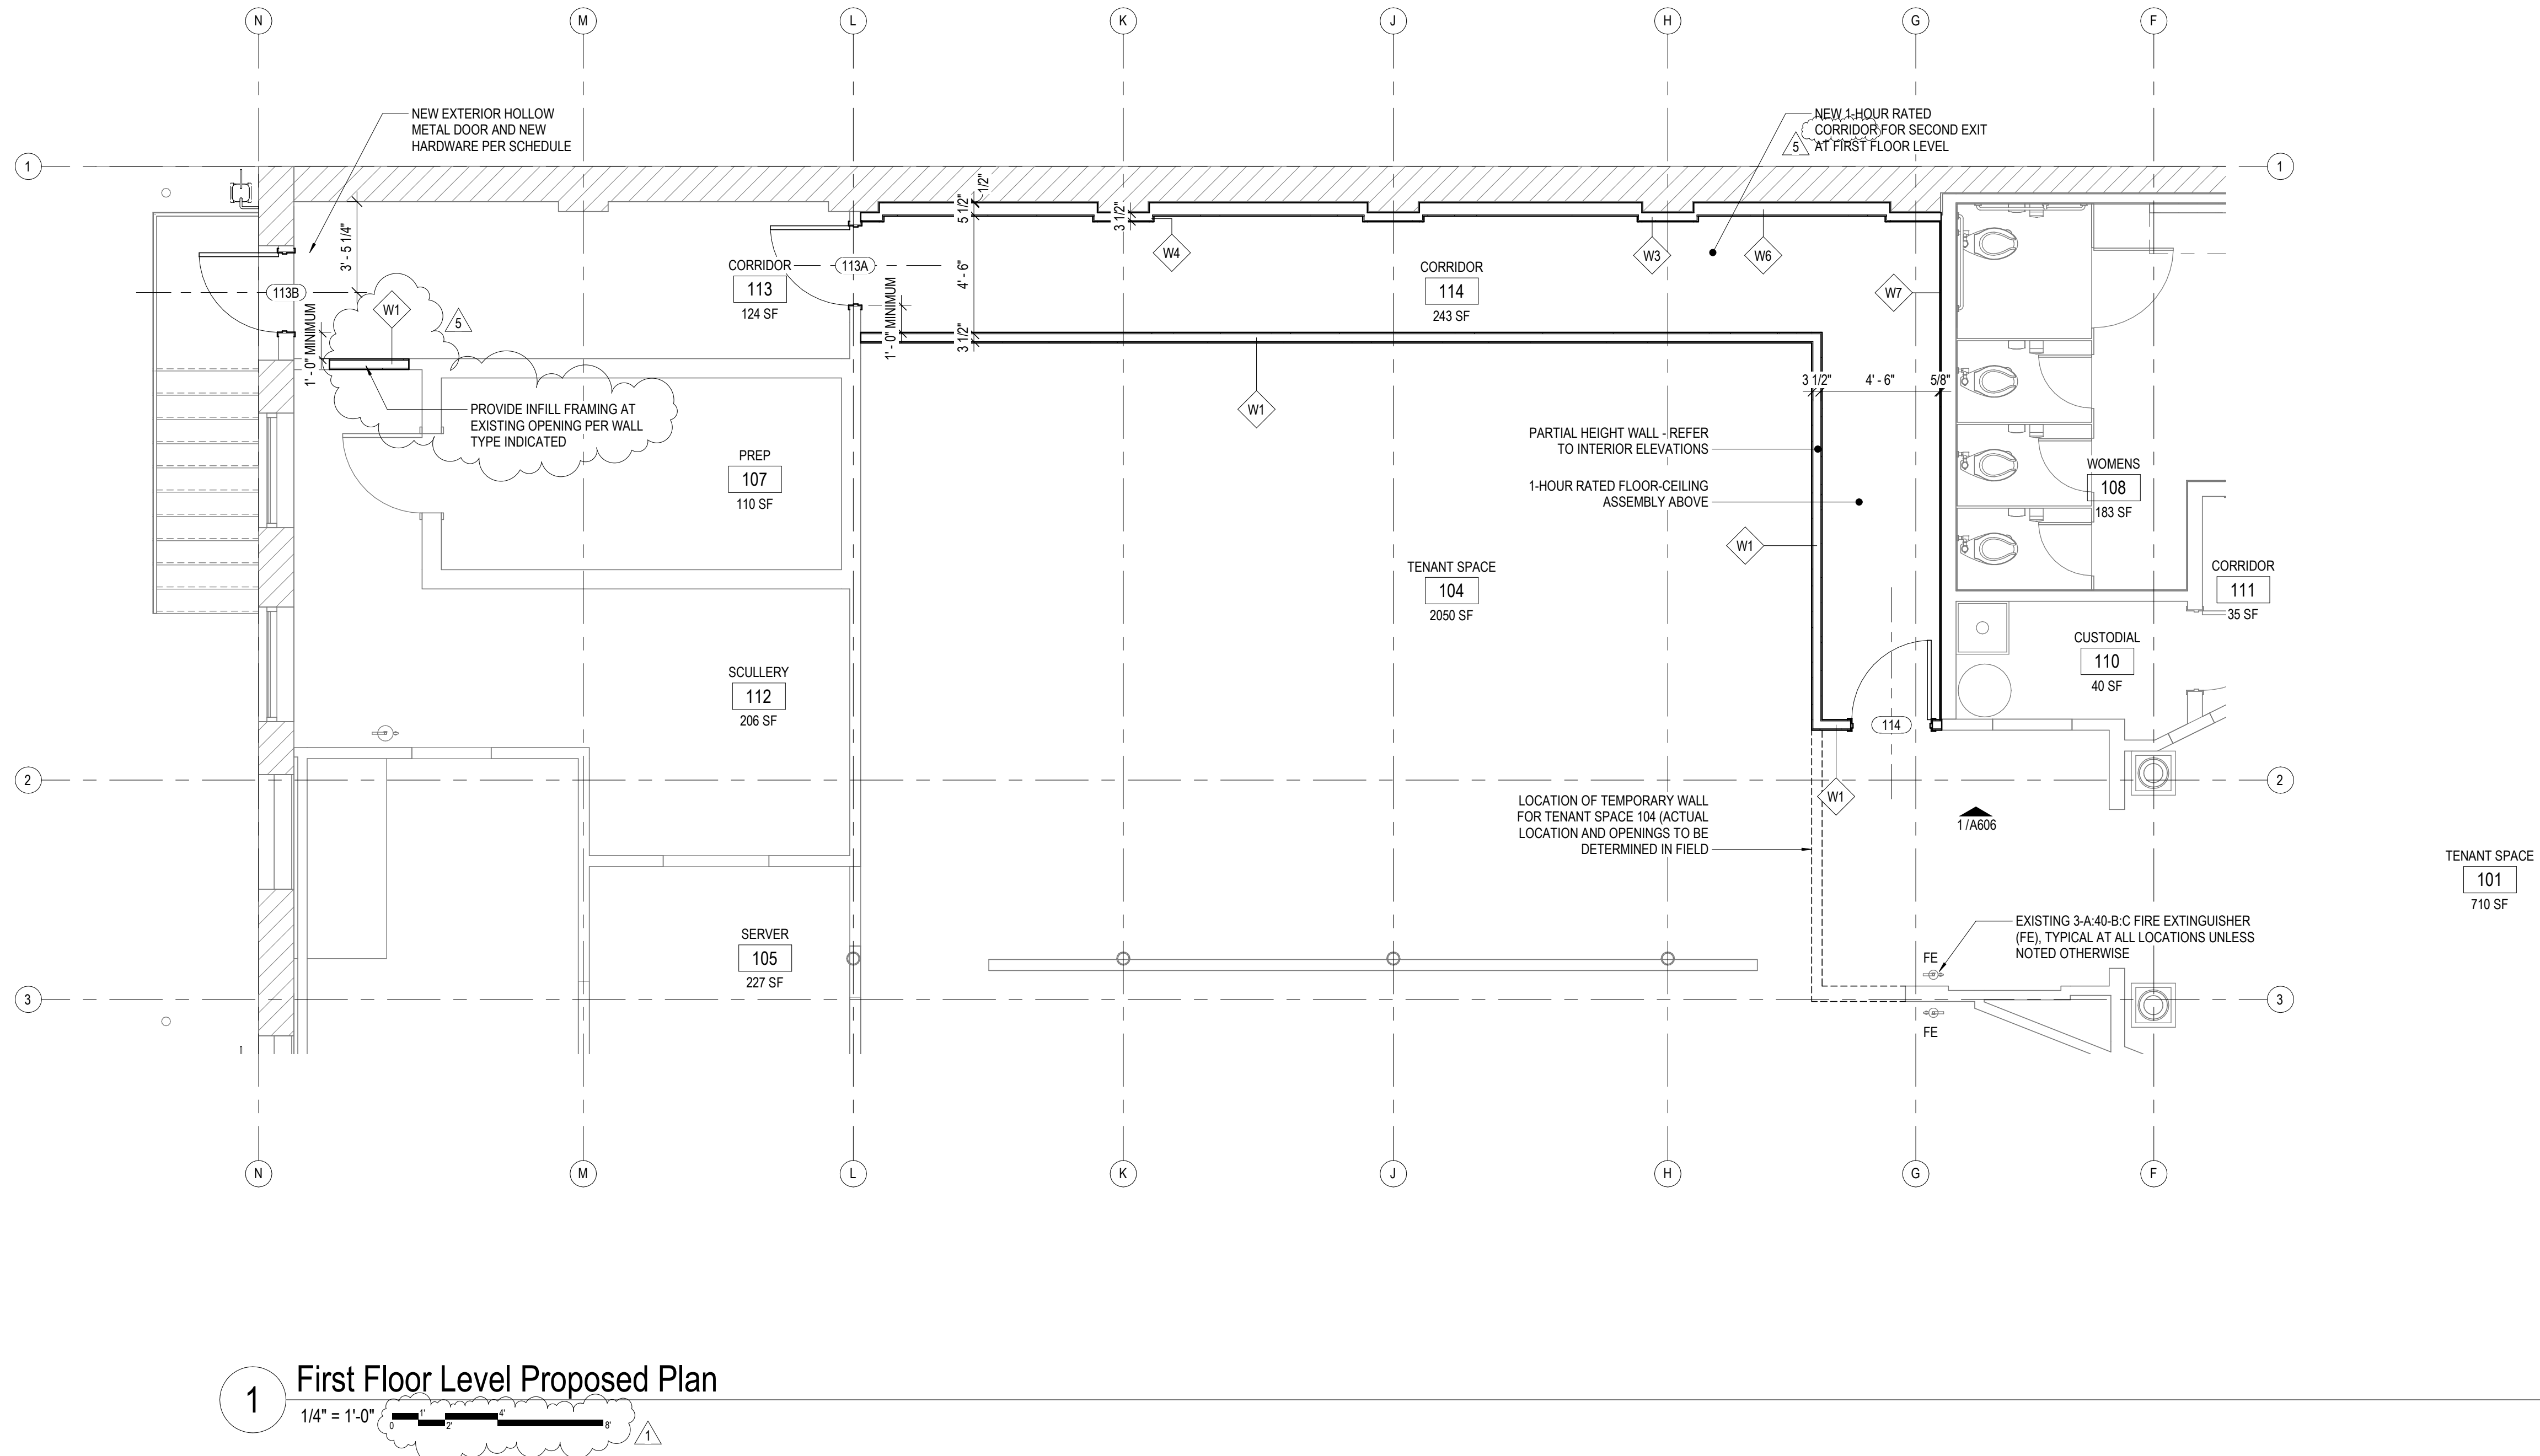 N M L K J H G F
NEW EXTERIOR HOLLOW
METAL DOOR AND NEW
HARDWARE PER SCHEDULE
NEW 1-HOUR RATED
CORRIDOR FOR SECOND EXIT
AT FIRST FLOOR LEVEL
5
1
1
3' - 5 1/4"
113B
1' - 0" MINIMUM
W1
5
CORRIDOR
113
124 SF
113A
1' - 0" MINIMUM
1/2"
5 1/2"
4' - 6"
3 1/2"
3 1/2"
W4
CORRIDOR
114
243 SF
W3
W6
W7
3 1/2"
4' - 6"
5/8"
W1
PROVIDE INFILL FRAMING AT
EXISTING OPENING PER WALL
TYPE INDICATED
PARTIAL HEIGHT WALL - REFER
TO INTERIOR ELEVATIONS
PREP
107
110 SF
1-HOUR RATED FLOOR-CEILING
ASSEMBLY ABOVE
WOMENS
108
183 SF
W1
TENANT SPACE
104
2050 SF
CORRIDOR
111
35 SF
CUSTODIAL
110
40 SF
SCULLERY
112
206 SF
114
2
2
W1
LOCATION OF TEMPORARY WALL
FOR TENANT SPACE 104 (ACTUAL
LOCATION AND OPENINGS TO BE
DETERMINED IN FIELD
1 /A606
TENANT SPACE
101
710 SF
SERVER
105
227 SF
EXISTING 3-A:40-B:C FIRE EXTINGUISHER
(FE), TYPICAL AT ALL LOCATIONS UNLESS
NOTED OTHERWISE
FE
FE
3
3
N M L K J H G F
1
First Floor Level Proposed Plan
1/4" = 1'-0"
0 1' 2' 4' 8'
1